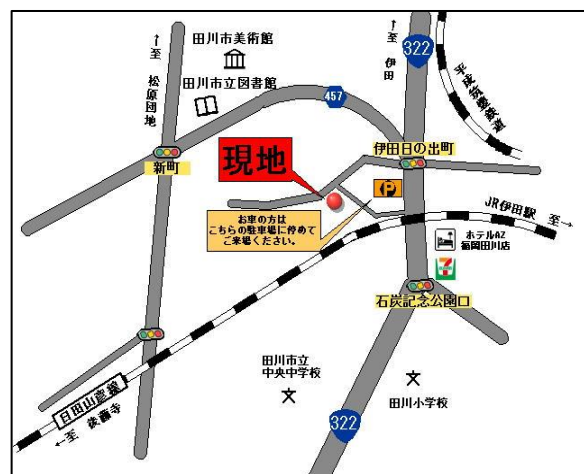 田川市美術館
田川市立図書館
←至 松原団地
457
322
←至 伊田
平成筑豊鉄道
新町
現地
伊田日の出町
P
お車の方は
こちらの駐車場に停めて
ご来場ください。
JR伊田駅 至→
ホテルAZ
福岡田川店
石炭記念公園口
田川市立
中央中学校
田川小学校
日田彦山線
←至 後藤寺
322